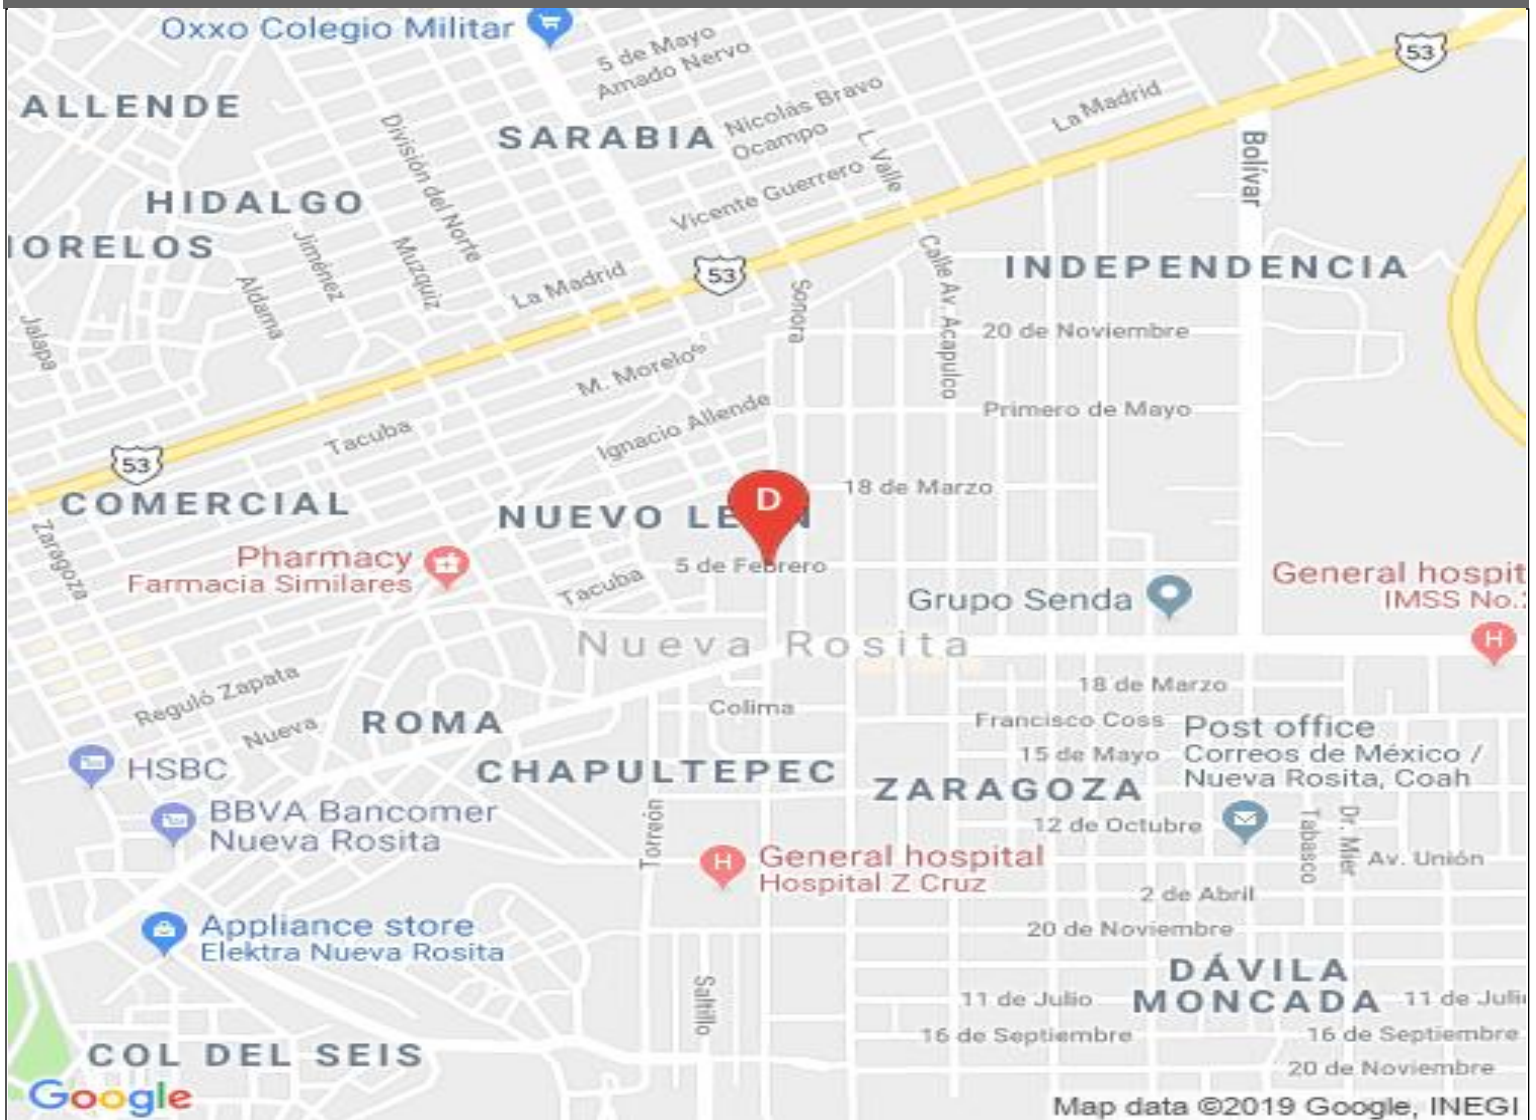 Oxxo Colegio Militar
5 de Mayo
Amado Nervo
53
ALLENDE
División del Norte
SARABIA
Nicolás Bravo
Ocampo
La Madrid
L. Valle
Bolívar
HIDALGO
Vicente Guerrero
IORELOS
Jiménez
Muzquiz
La Madrid
53
Calle Av. Acapulco
INDEPENDENCIA
Aldama
Sonora
Jalapa
20 de Noviembre
M. Morelos
Primero de Mayo
Tacuba
Ignacio Allende
53
D
18 de Marzo
COMERCIAL
NUEVO LE N
Zaragoza
Pharmacy
Farmacia Similares
5 de Febrero
Tacuba
Grupo Senda
General hospit
IMSS No.
H
Nueva Rosita
Reguló Zapata
18 de Marzo
Colima
Nueva
ROMA
Francisco Coss
Post office
Correos de México /
Nueva Rosita, Coah
15 de Mayo
HSBC
CHAPULTEPEC
ZARAGOZA
BBVA Bancomer
Nueva Rosita
Torreón
12 de Octubre
Tabasco
Dr. Mier
Av. Unión
H
General hospital
Hospital Z Cruz
2 de Abril
Appliance store
Elektra Nueva Rosita
20 de Noviembre
DÁVILA
MONCADA
Saltillo
11 de Julio
11 de Juli
16 de Septiembre
16 de Septiembre
COL DEL SEIS
20 de Noviembre
Google
Map data ©2019 Google, INEGI